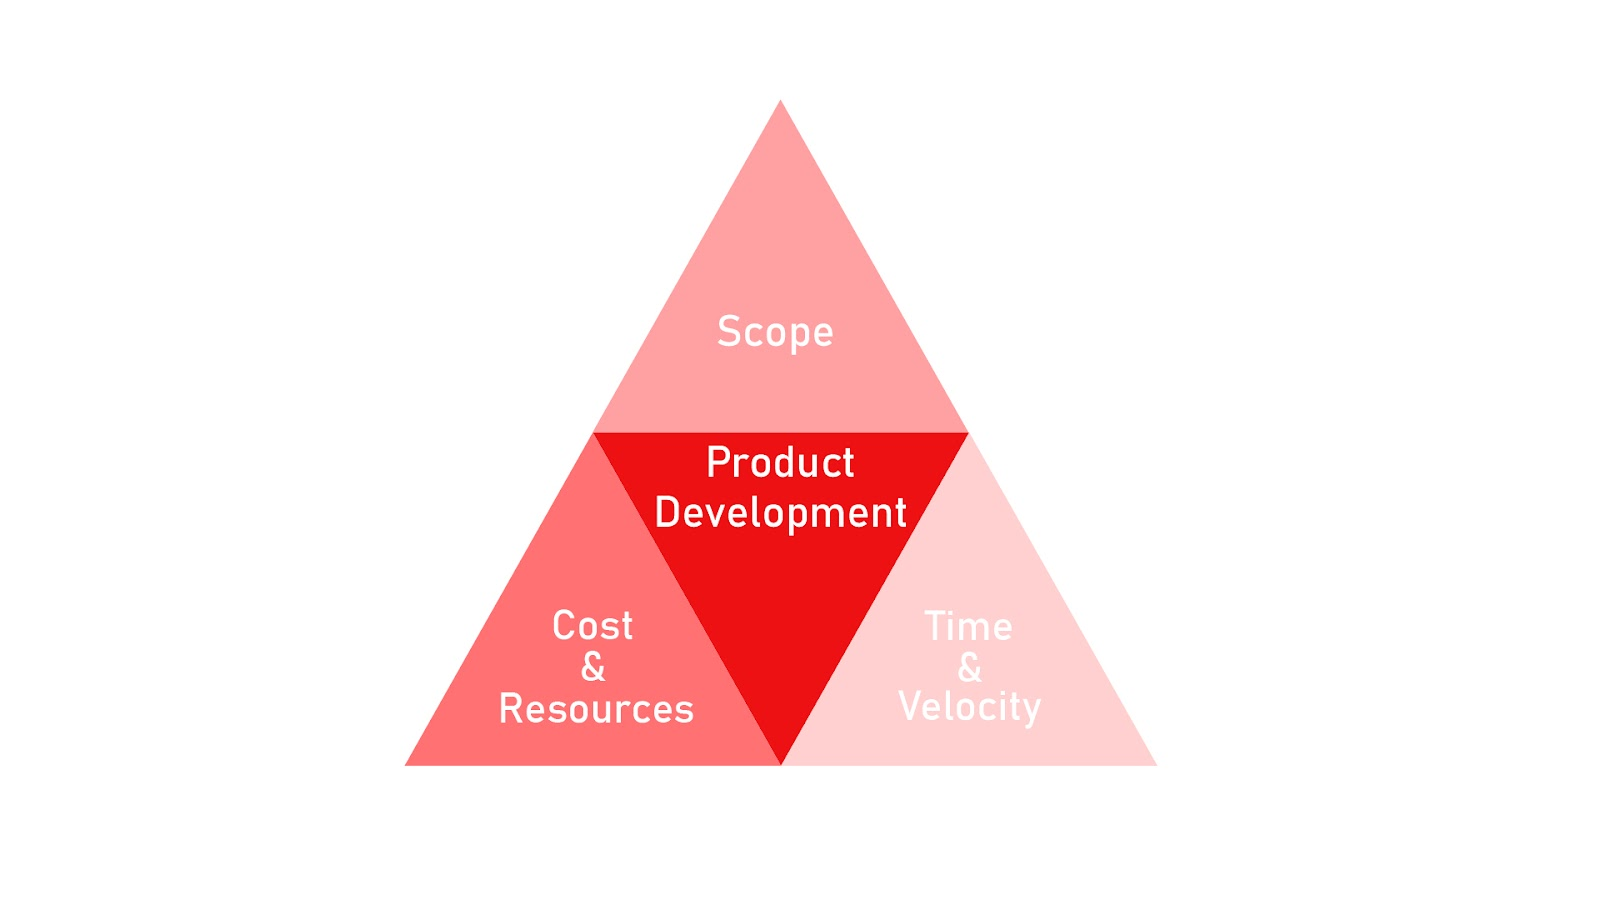 Scope
Product
Development
Cost
&
Resources
Time
&
Velocity